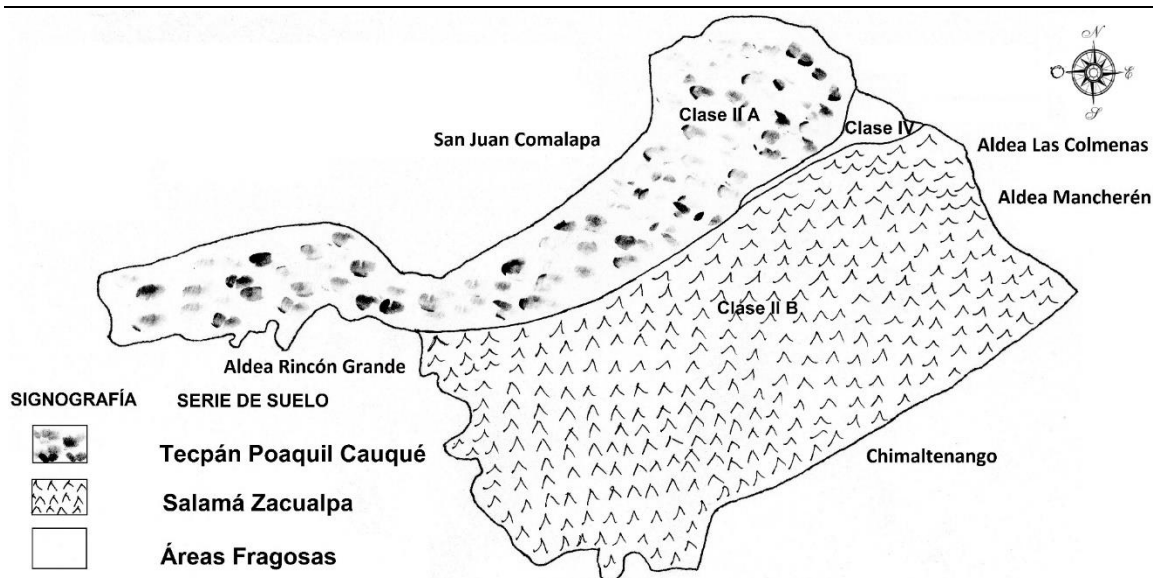 N
O
E
S
Clase II A
Clase IV
San Juan Comalapa
Aldea Las Colmenas
Aldea Mancherén
Clase II B
Aldea Rincón Grande
SIGNOGRAFÍA
SERIE DE SUELO
Tecpán Poaquil Cauqué
Chimaltenango
Salamá Zacualpa
Áreas Fragosas